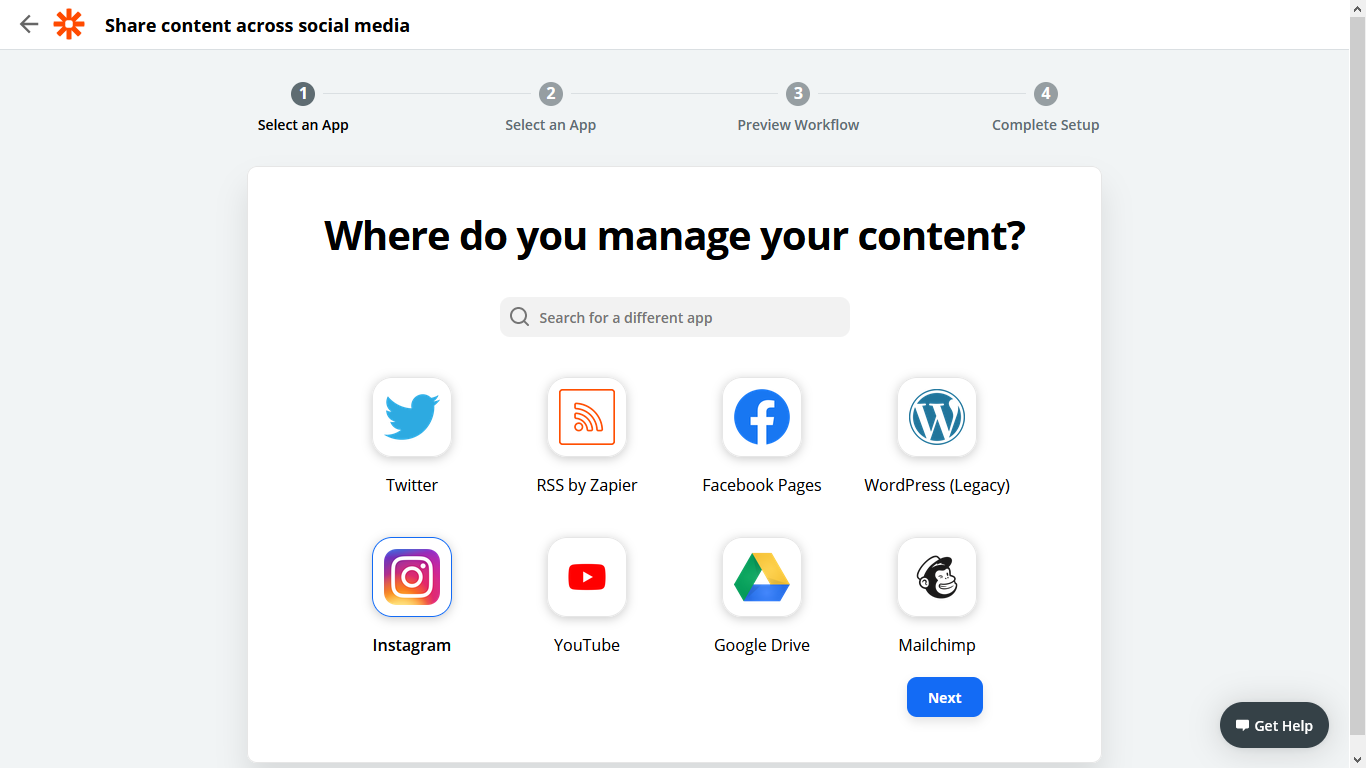 Share content across social media
1 2 3 4
Select an App Select an App Preview Workflow Complete Setup
Where do you manage your content?
Search for a different app
Twitter RSS by Zapier Facebook Pages WordPress (Legacy)
Instagram YouTube Google Drive Mailchimp
Next
Get Help